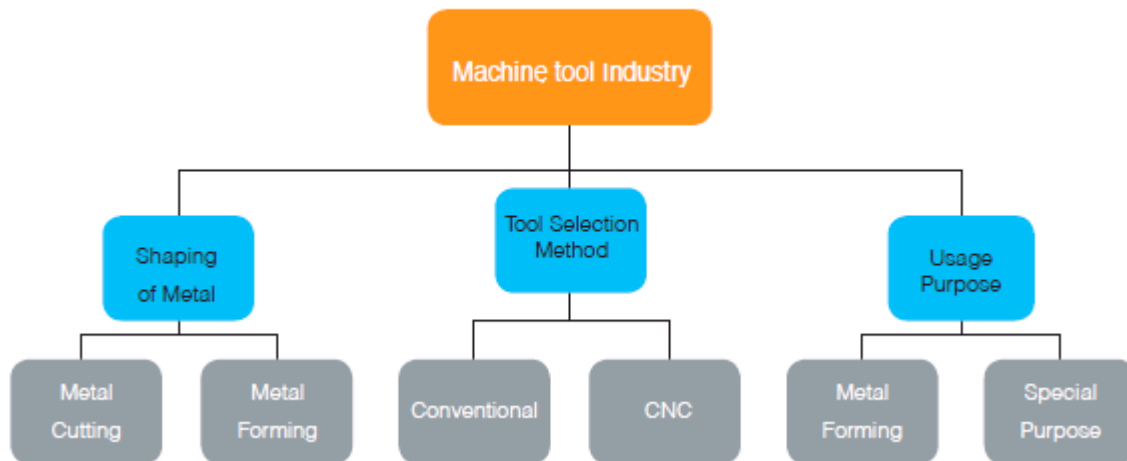 Machine tool Industry
Shaping
of Metal
Tool Selection
Method
Usage
Purpose
Metal
Cutting
Metal
Forming
Conventional
CNC
Metal
Forming
Special
Purpose